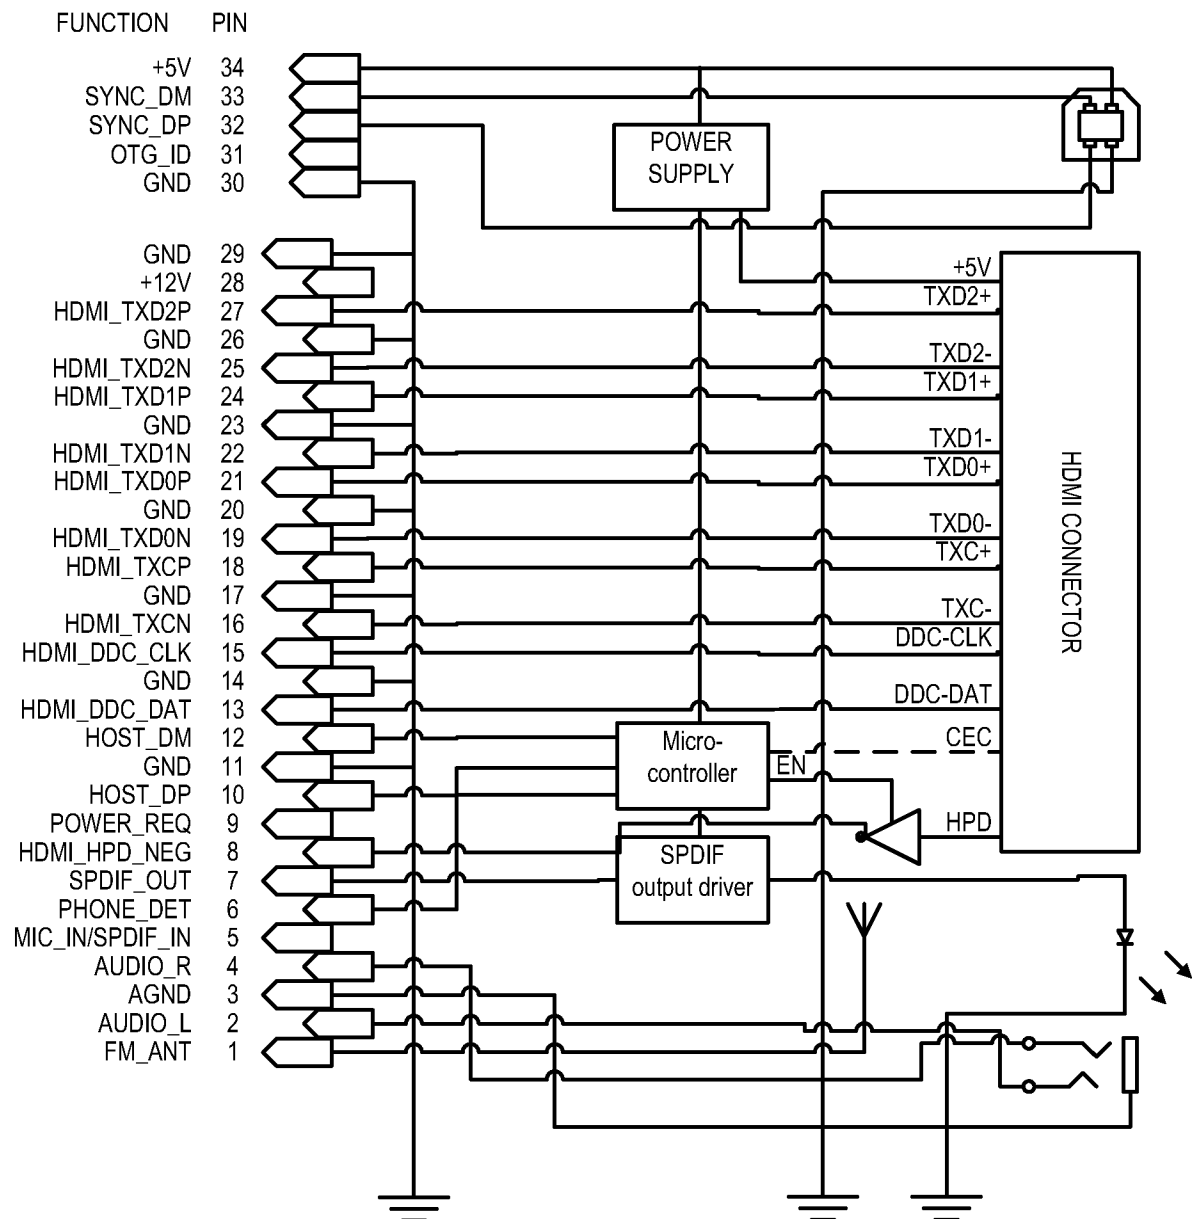 FUNCTION PIN
+5V 34
SYNC_DM 33
SYNC_DP 32
OTG_ID 31
GND 30
GND 29
+12V 28
HDMI_TXD2P 27
GND 26
HDMI_TXD2N 25
HDMI_TXD1P 24
GND 23
HDMI_TXD1N 22
HDMI_TXD0P 21
GND 20
HDMI_TXD0N 19
HDMI_TXCP 18
GND 17
HDMI_TXCN 16
HDMI_DDC_CLK 15
GND 14
HDMI_DDC_DAT 13
HOST_DM 12
GND 11
HOST_DP 10
POWER_REQ 9
HDMI_HPD_NEG 8
SPDIF_OUT 7
PHONE_DET 6
MIC_IN/SPDIF_IN 5
AUDIO_R 4
AGND 3
AUDIO_L 2
FM_ANT 1
POWER
SUPPLY
Micro-
controller
EN
SPDIF
output driver
+5V
TXD2+
TXD2-
TXD1+
TXD1-
TXD0+
TXD0-
TXC+
TXC-
DDC-CLK
DDC-DAT
CEC
HPD
HDMI CONNECTOR